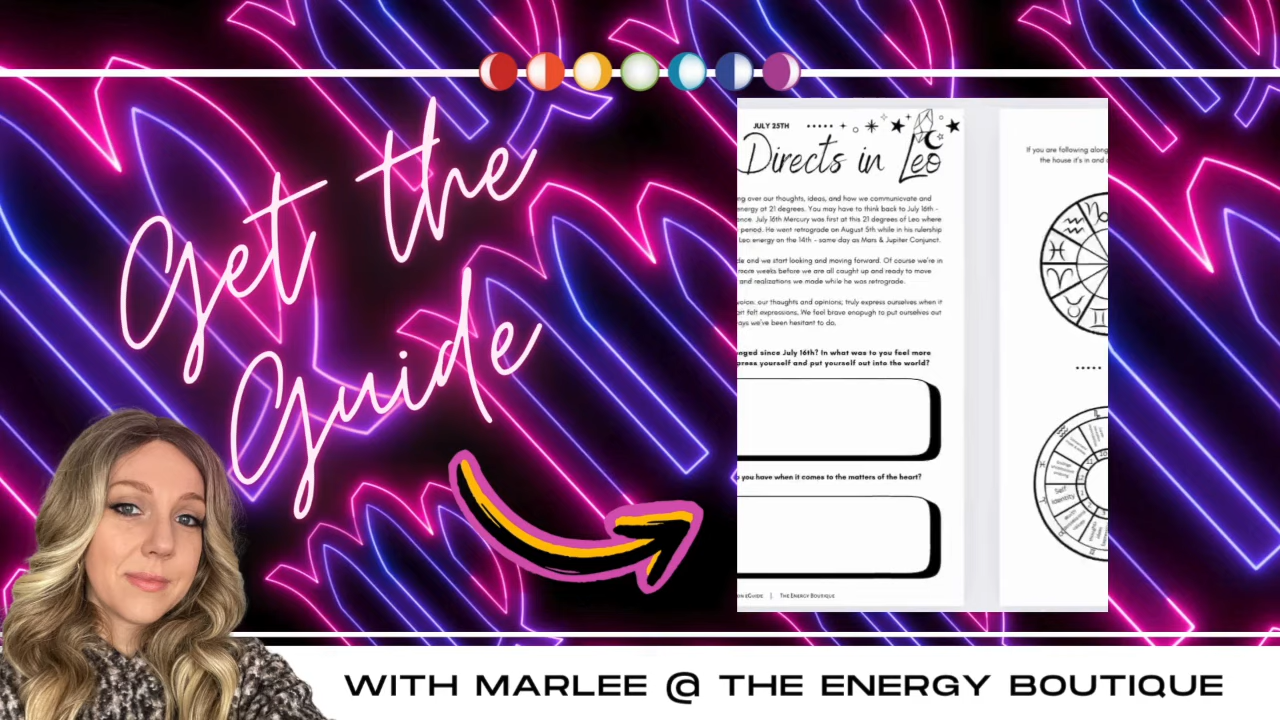 Get the
Guide
JULY 25TH
Directs in Leo
ng over our thoughts, ideas, and how we communicate and
energy at 21 degrees. You may have to think back to July 16th -
ence. July 16th Mercury was first at this 21 degrees of Leo where
period. He went retrograde on August 5th while in his rulership
Leo energy on the 14th - same day as Mars & Jupiter Conjunct.
de and we start looking and moving forward. Of course we're in
more weeks before we are all caught up and ready to move
and realizations we made while he was retrograde.
voice, our thoughts and opinions; truly express ourselves when it
art felt expressions. We feel brave enapugh to put ourselves out
ays we've been hesitant to do.
anged since July 16th? In what was to you feel more
press yourself and put yourself out into the world?
you have when it comes to the matters of the heart?
eGuide | The Energy Boutique
If you are following along
the house it's in and
Self
Identity
WITH MARLEE @ THE ENERGY BOUTIQUE